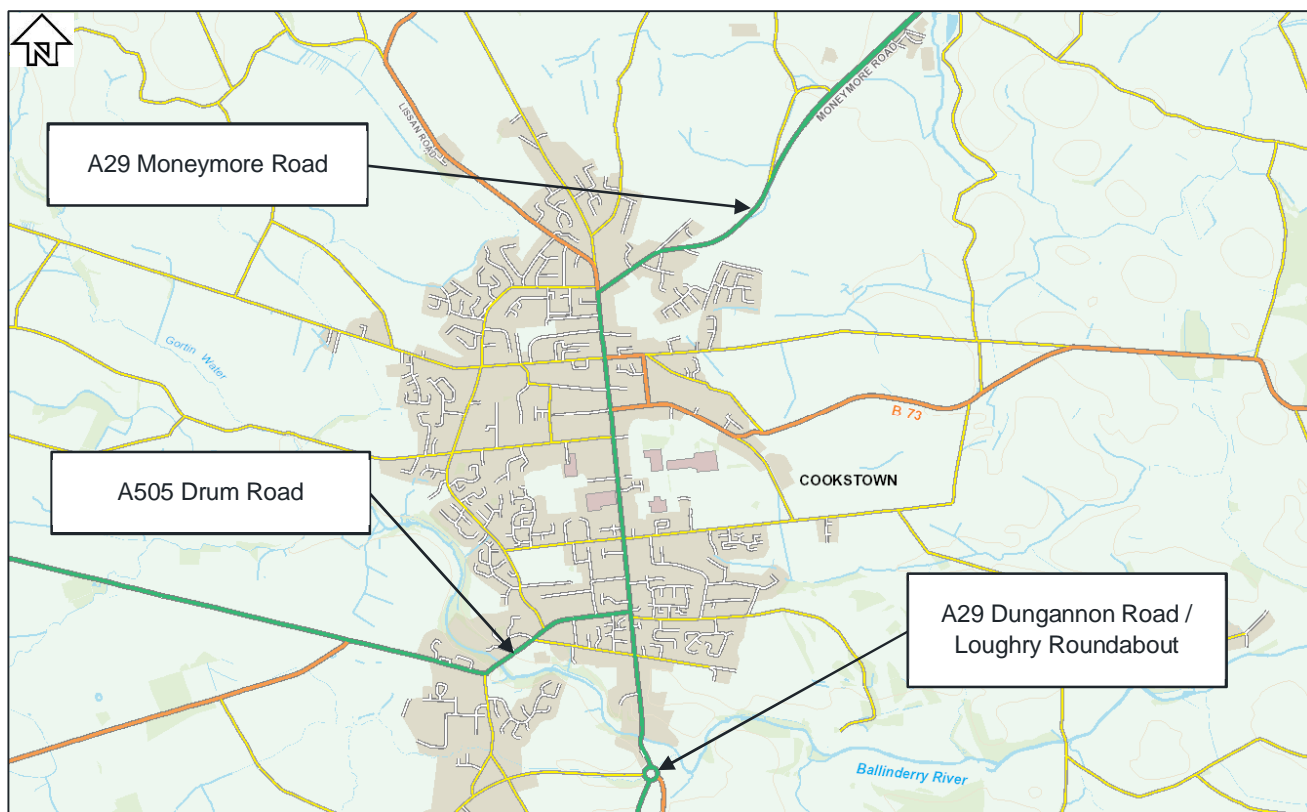 N
MONEYMORE ROAD
LISSAN ROAD
A29 Moneymore Road
Gortin Water
B 73
A505 Drum Road
COOKSTOWN
A29 Dungannon Road /
Loughry Roundabout
Ballinderry River